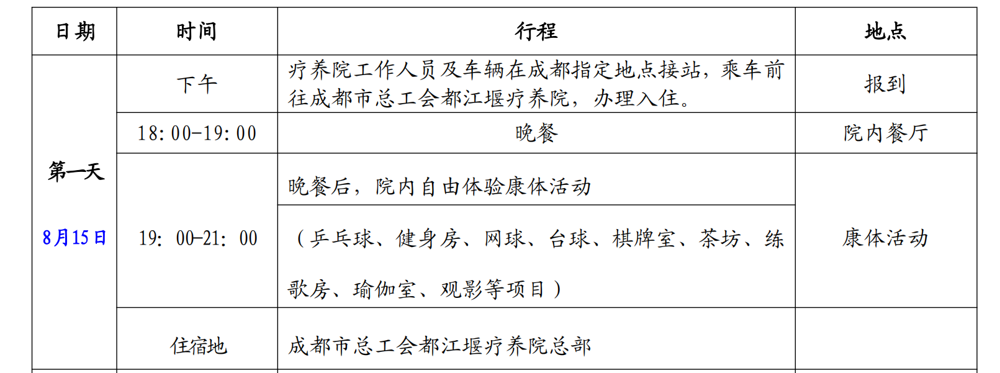 日期 时间 行程 地点
下午
疗养院工作人员及车辆在成都指定地点接站，乘车前
往成都市总工会都江堰疗养院，办理入住。
报到
18：00-19：00 晚餐 院内餐厅
第一天
8月15日
19：00-21：00
晚餐后，院内自由体验康体活动
（乒乓球、健身房、网球、台球、棋牌室、茶坊、练
歌房、瑜伽室、观影等项目）
康体活动
住宿地 成都市总工会都江堰疗养院总部